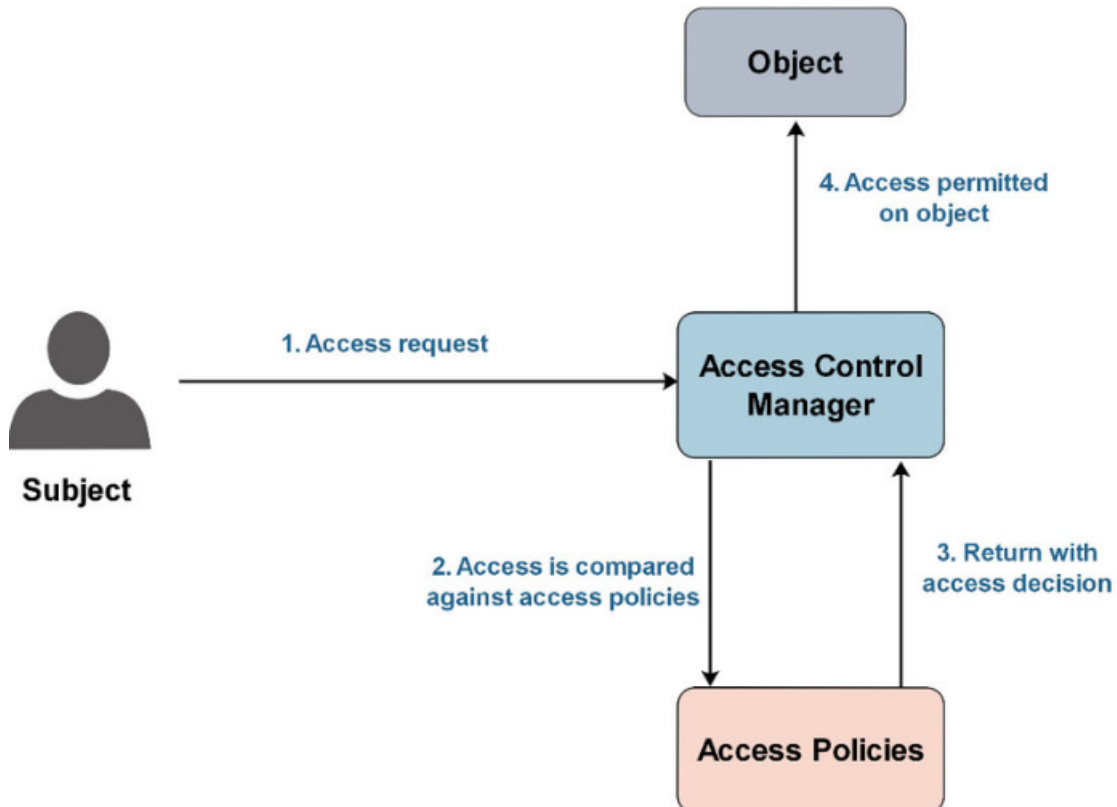 Object
4. Access permitted
on object
1. Access request
Access Control
Manager
Subject
2. Access is compared
against access policies
3. Return with
access decision
Access Policies